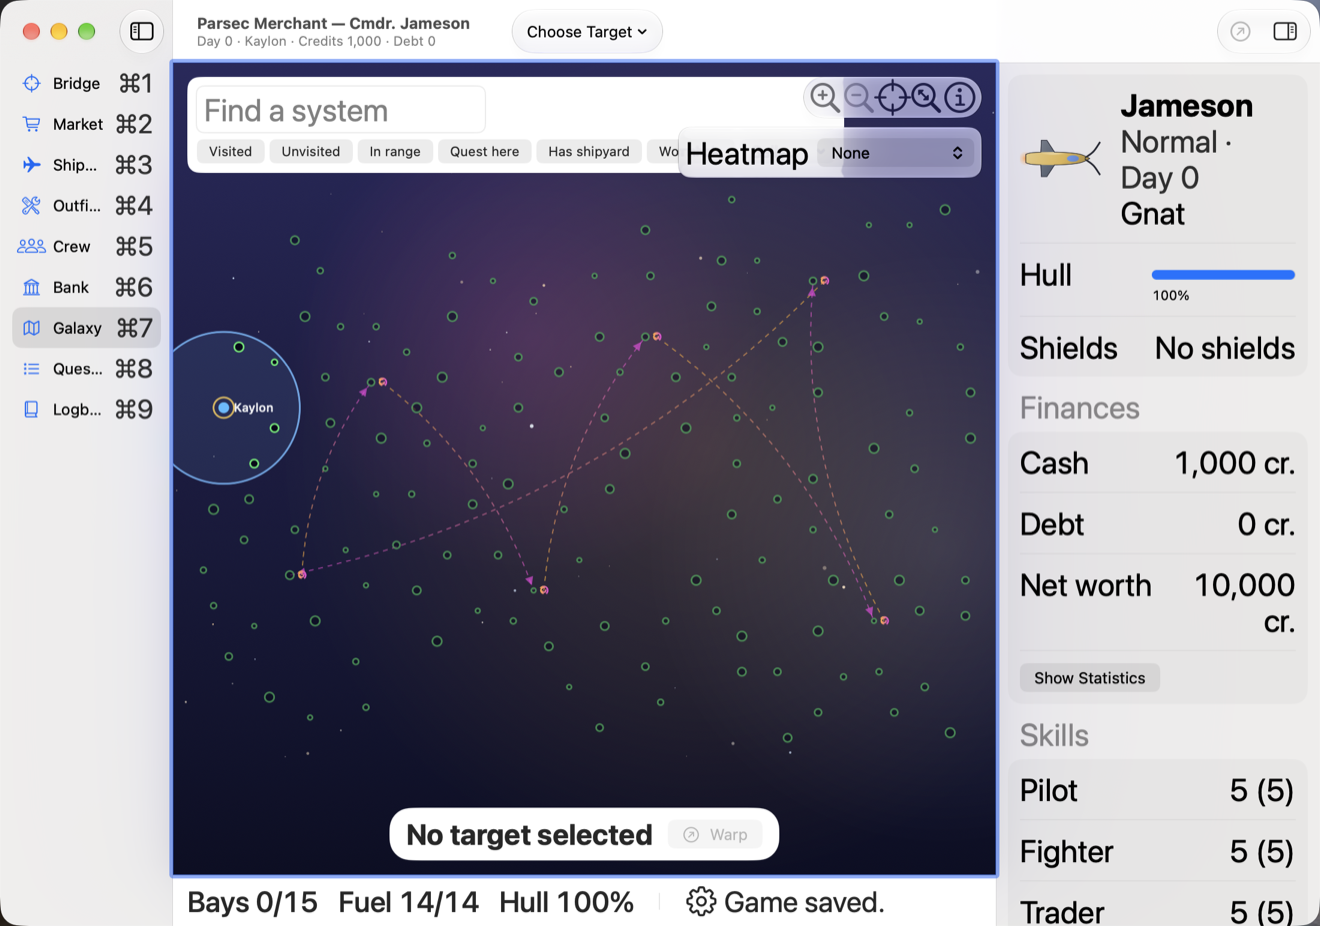 Parsec Merchant — Cmdr. Jameson
Day 0 · Kaylon · Credits 1,000 · Debt 0
Choose Target
Bridge ⌘1
Market ⌘2
Ship... ⌘3
Outfi... ⌘4
Crew ⌘5
Bank ⌘6
Galaxy ⌘7
Ques... ⌘8
Logb... ⌘9
Find a system
Visited Unvisited In range Quest here Has shipyard Wo
Heatmap None
Kaylon
No target selected Warp
Bays 0/15 Fuel 14/14 Hull 100% Game saved.
Jameson
Normal ·
Day 0
Gnat
Hull
100%
Shields No shields
Finances
Cash 1,000 cr.
Debt 0 cr.
Net worth 10,000
cr.
Show Statistics
Skills
Pilot 5 (5)
Fighter 5 (5)
Trader 5 (5)